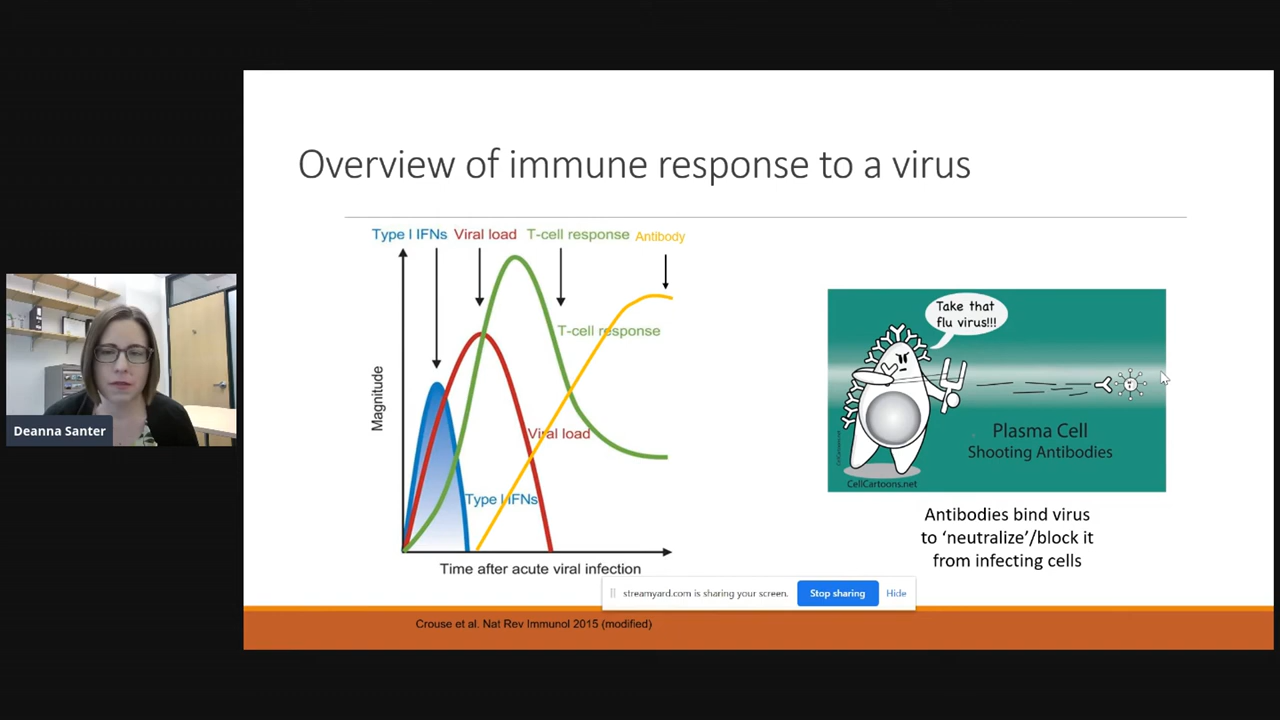 Overview of immune response to a virus
Type I IFNs Viral load T-cell response Antibody
T-cell response
Viral load
Type I IFNs
Magnitude
Time after acute viral infection
Take that
flu virus!!!
Plasma Cell
Shooting Antibodies
CellCartoons.net
Antibodies bind virus
to ‘neutralize’/block it
from infecting cells
Deanna Santer
streamyard.com is sharing your screen. Stop sharing Hide
Crouse et al. Nat Rev Immunol 2015 (modified)